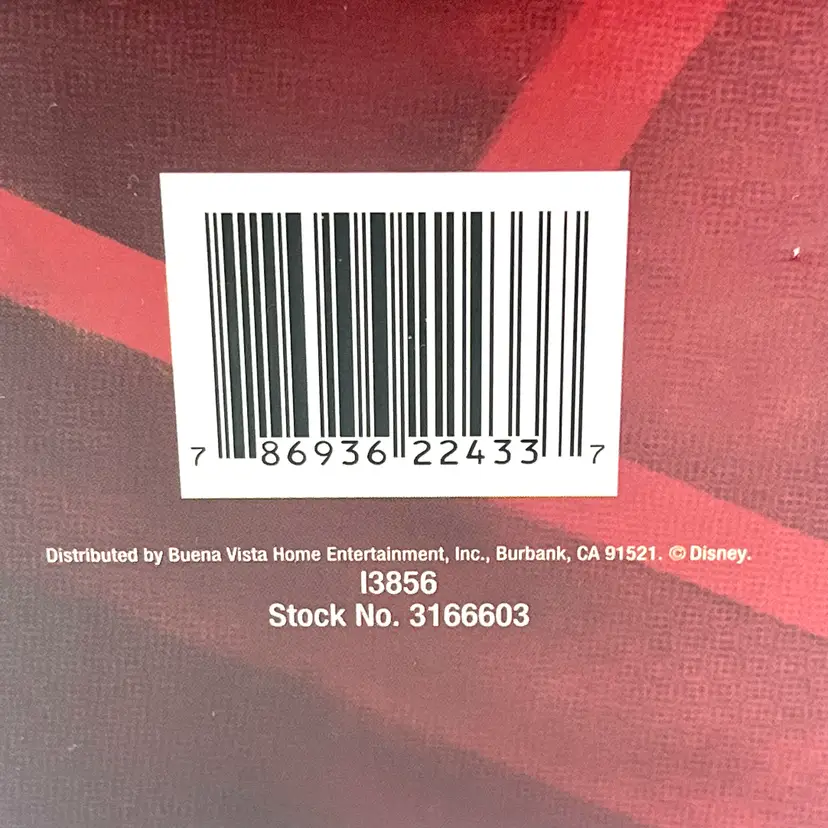 7 86936 22433 7
Distributed by Buena Vista Home Entertainment, Inc., Burbank, CA 91521. © Disney.
I3856
Stock No. 3166603